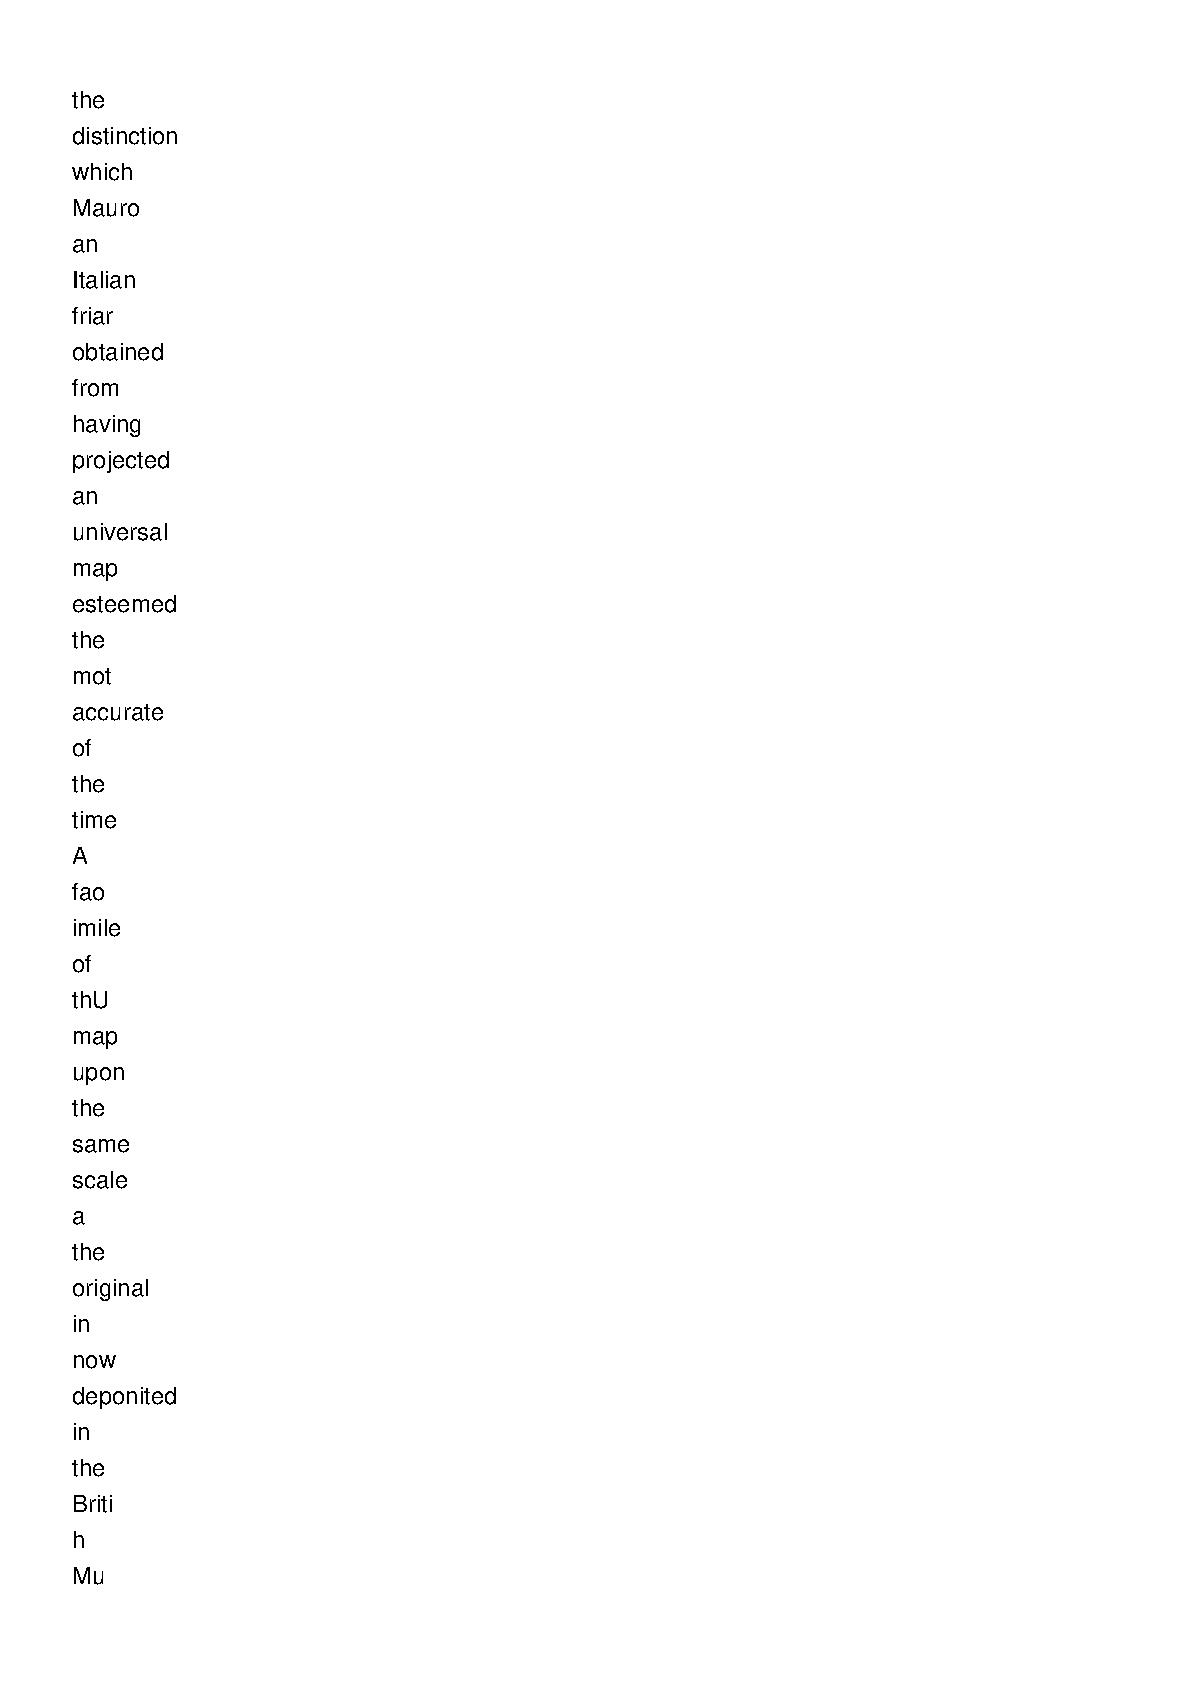 the
distinction
which
Mauro
an
Italian
friar
obtained
from
having
projected
an
universal
map
esteemed
the
mot
accurate
of
the
time
A
fao
imile
of
thU
map
upon
the
same
scale
a
the
original
in
now
deponited
in
the
Briti
h
Mu